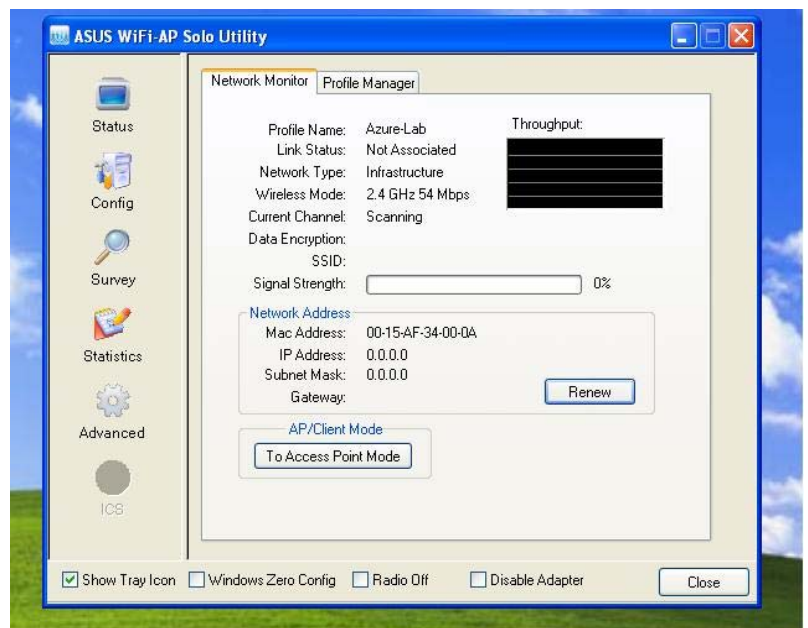 ASUS WiFi-AP Solo Utility
Status
Config
Survey
Statistics
Advanced
ICS
Network Monitor Profile Manager
Profile Name: Azure-Lab
Throughput:
Link Status: Not Associated
Network Type: Infrastructure
Wireless Mode: 2.4 GHz 54 Mbps
Current Channel: Scanning
Data Encryption:
SSID:
Signal Strength: 0%
Network Address
Mac Address: 00-15-AF-34-00-0A
IP Address: 0.0.0.0
Subnet Mask: 0.0.0.0
Gateway:
Renew
AP/Client Mode
To Access Point Mode
Show Tray Icon Windows Zero Config Radio Off Disable Adapter Close